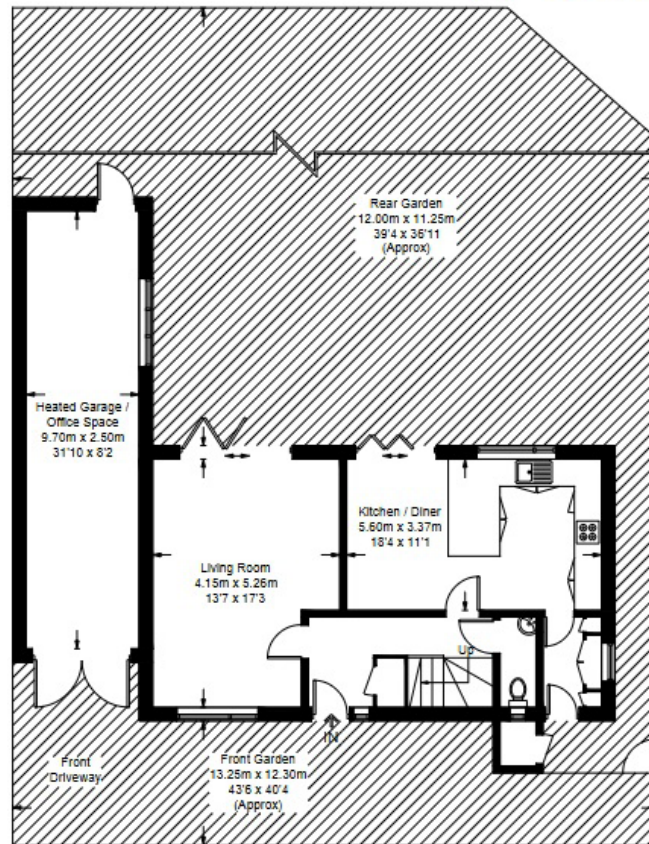 Rear Garden
12.00m x 11.25m
39'4 x 36'11
(Approx)
Heated Garage /
Office Space
9.70m x 2.50m
31'10 x 8'2
Kitchen / Diner
5.60m x 3.37m
18'4 x 11'1
Living Room
4.15m x 5.26m
13'7 x 17'3
Up
IN
Front
Driveway
Front Garden
13.25m x 12.30m
43'6 x 40'4
(Approx)